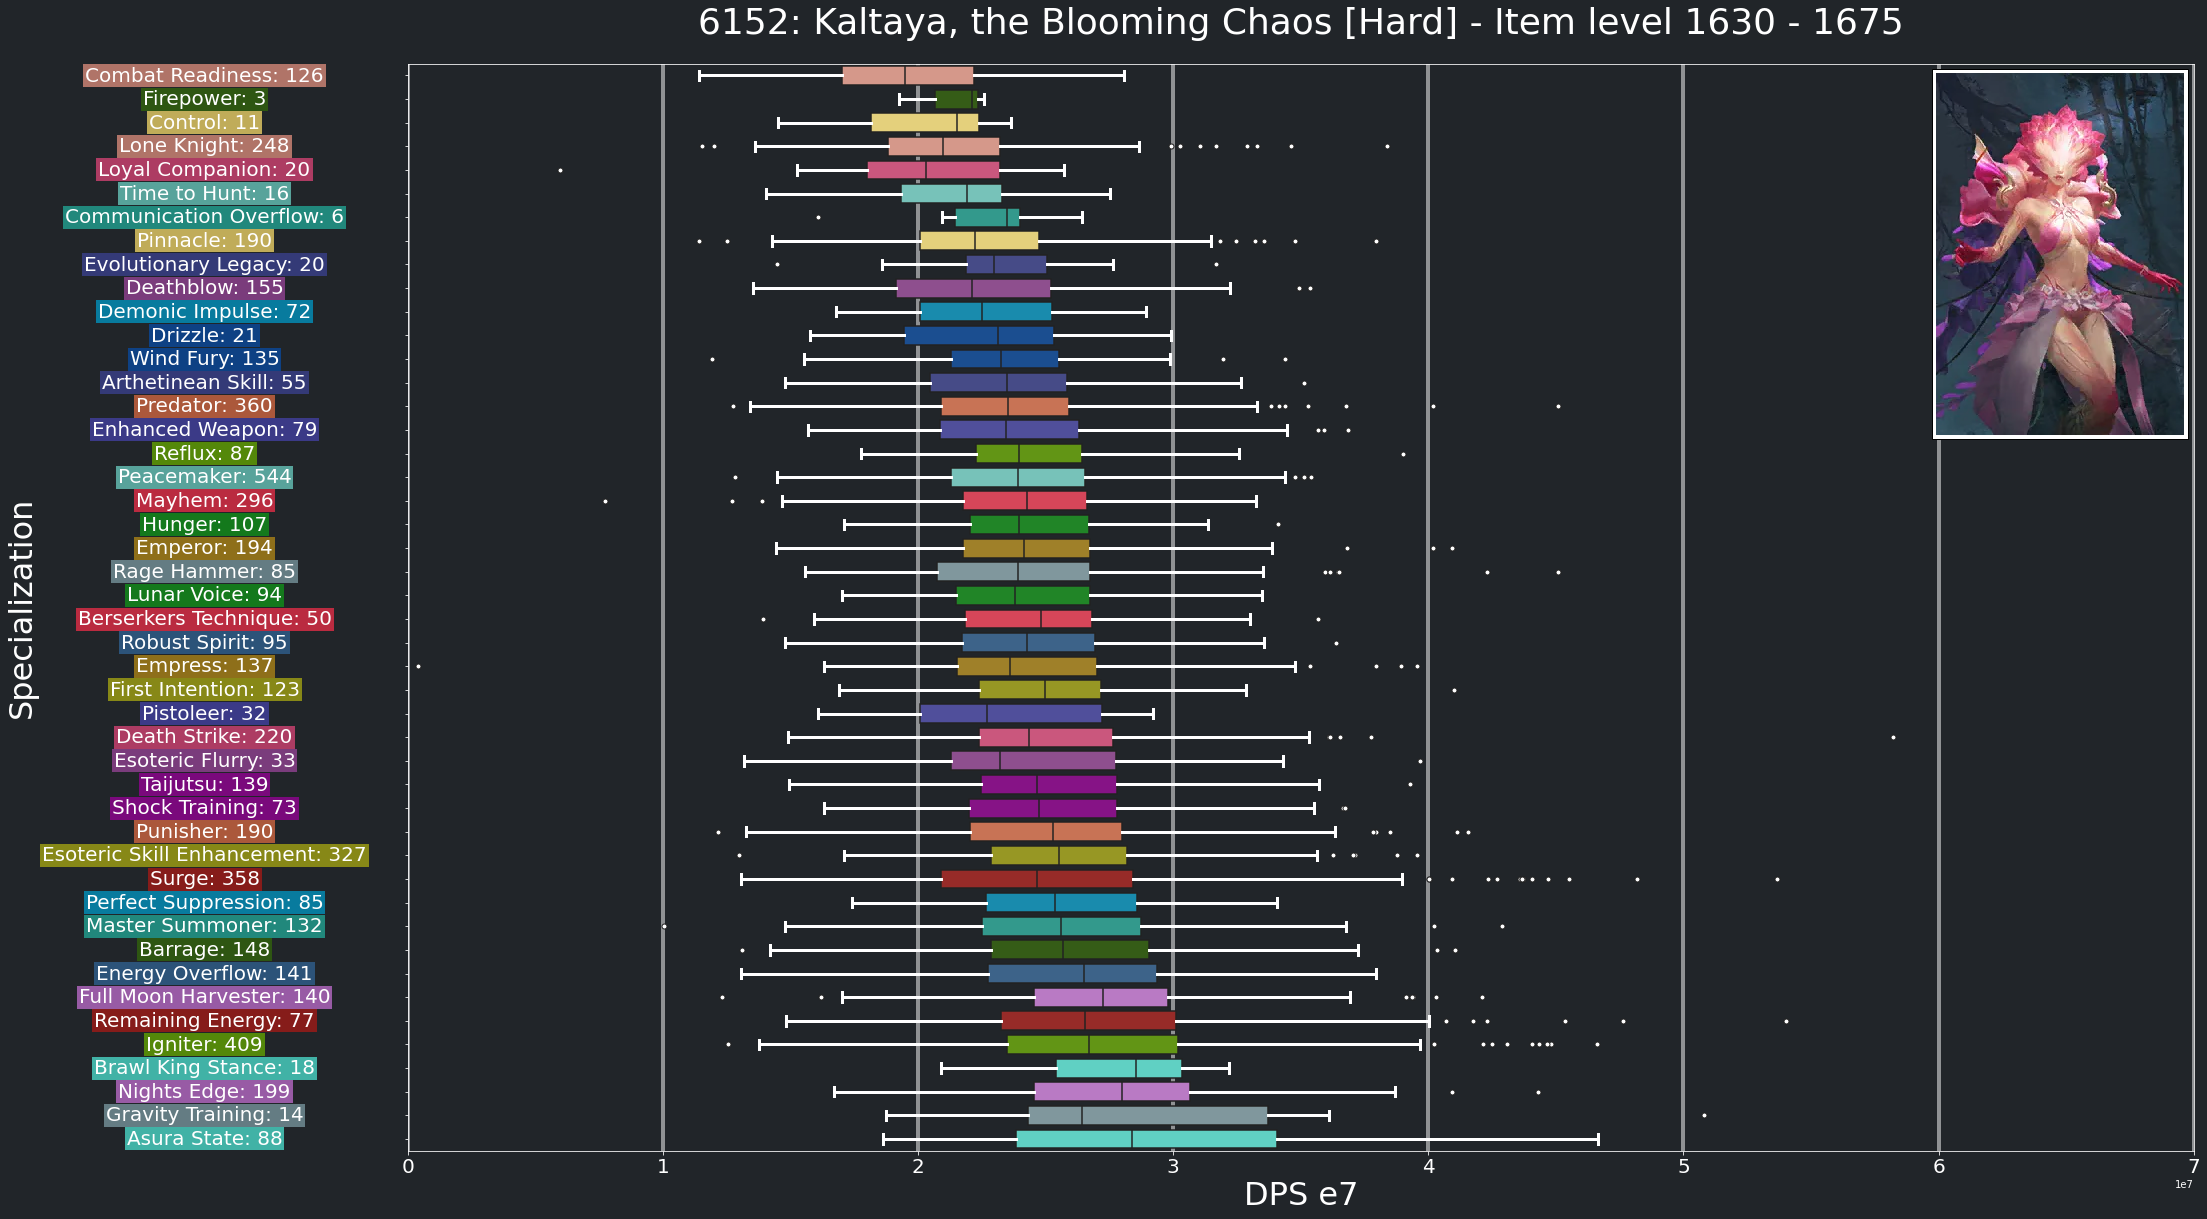 6152: Kaltaya, the Blooming Chaos [Hard] - Item level 1630 - 1675
Specialization
Combat Readiness: 126
Firepower: 3
Control: 11
Lone Knight: 248
Loyal Companion: 20
Time to Hunt: 16
Communication Overflow: 6
Pinnacle: 190
Evolutionary Legacy: 20
Deathblow: 155
Demonic Impulse: 72
Drizzle: 21
Wind Fury: 135
Arthetinean Skill: 55
Predator: 360
Enhanced Weapon: 79
Reflux: 87
Peacemaker: 544
Mayhem: 296
Hunger: 107
Emperor: 194
Rage Hammer: 85
Lunar Voice: 94
Berserkers Technique: 50
Robust Spirit: 95
Empress: 137
First Intention: 123
Pistoleer: 32
Death Strike: 220
Esoteric Flurry: 33
Taijutsu: 139
Shock Training: 73
Punisher: 190
Esoteric Skill Enhancement: 327
Surge: 358
Perfect Suppression: 85
Master Summoner: 132
Barrage: 148
Energy Overflow: 141
Full Moon Harvester: 140
Remaining Energy: 77
Igniter: 409
Brawl King Stance: 18
Nights Edge: 199
Gravity Training: 14
Asura State: 88
0 1 2 3 4 5 6 7
1e7
DPS e7